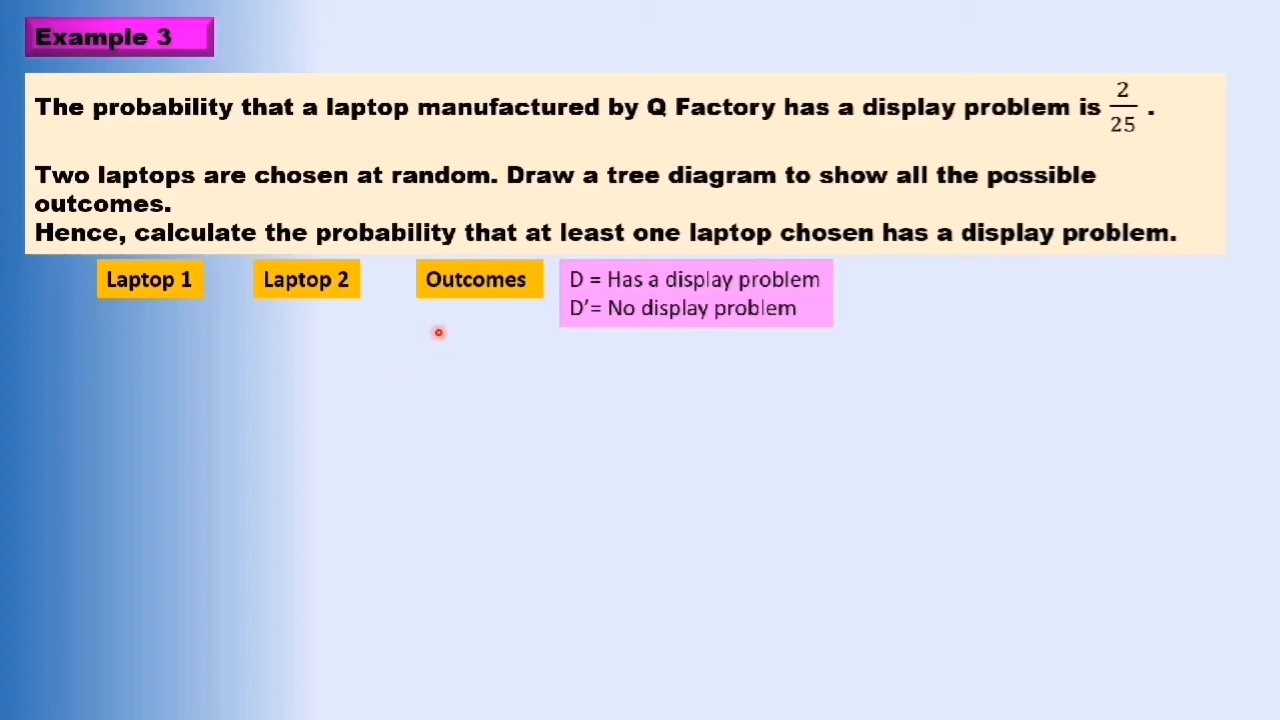 Example 3
The probability that a laptop manufactured by Q Factory has a display problem is 2/25 .
Two laptops are chosen at random. Draw a tree diagram to show all the possible
outcomes.
Hence, calculate the probability that at least one laptop chosen has a display problem.
Laptop 1 Laptop 2 Outcomes D = Has a display problem
D′= No display problem